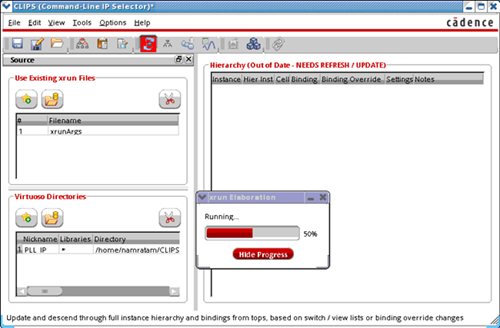 CLIPS (Command-Line IP Selector)*
File Edit View Tools Options Help
cādence
Source
Hierarchy (Out of Date - NEEDS REFRESH / UPDATE)
Use Existing xrun Files
Instance Hier Inst Cell Binding Binding Override Settings Notes
# Filename
1 xrunArgs
Virtuoso Directories
Nickname Libraries Directory
1 PLL_IP * /home/namratam/CLIPS
xrun Elaboration
Running...
50%
Hide Progress
Update and descend through full instance hierarchy and bindings from tops, based on switch / view lists or binding override changes